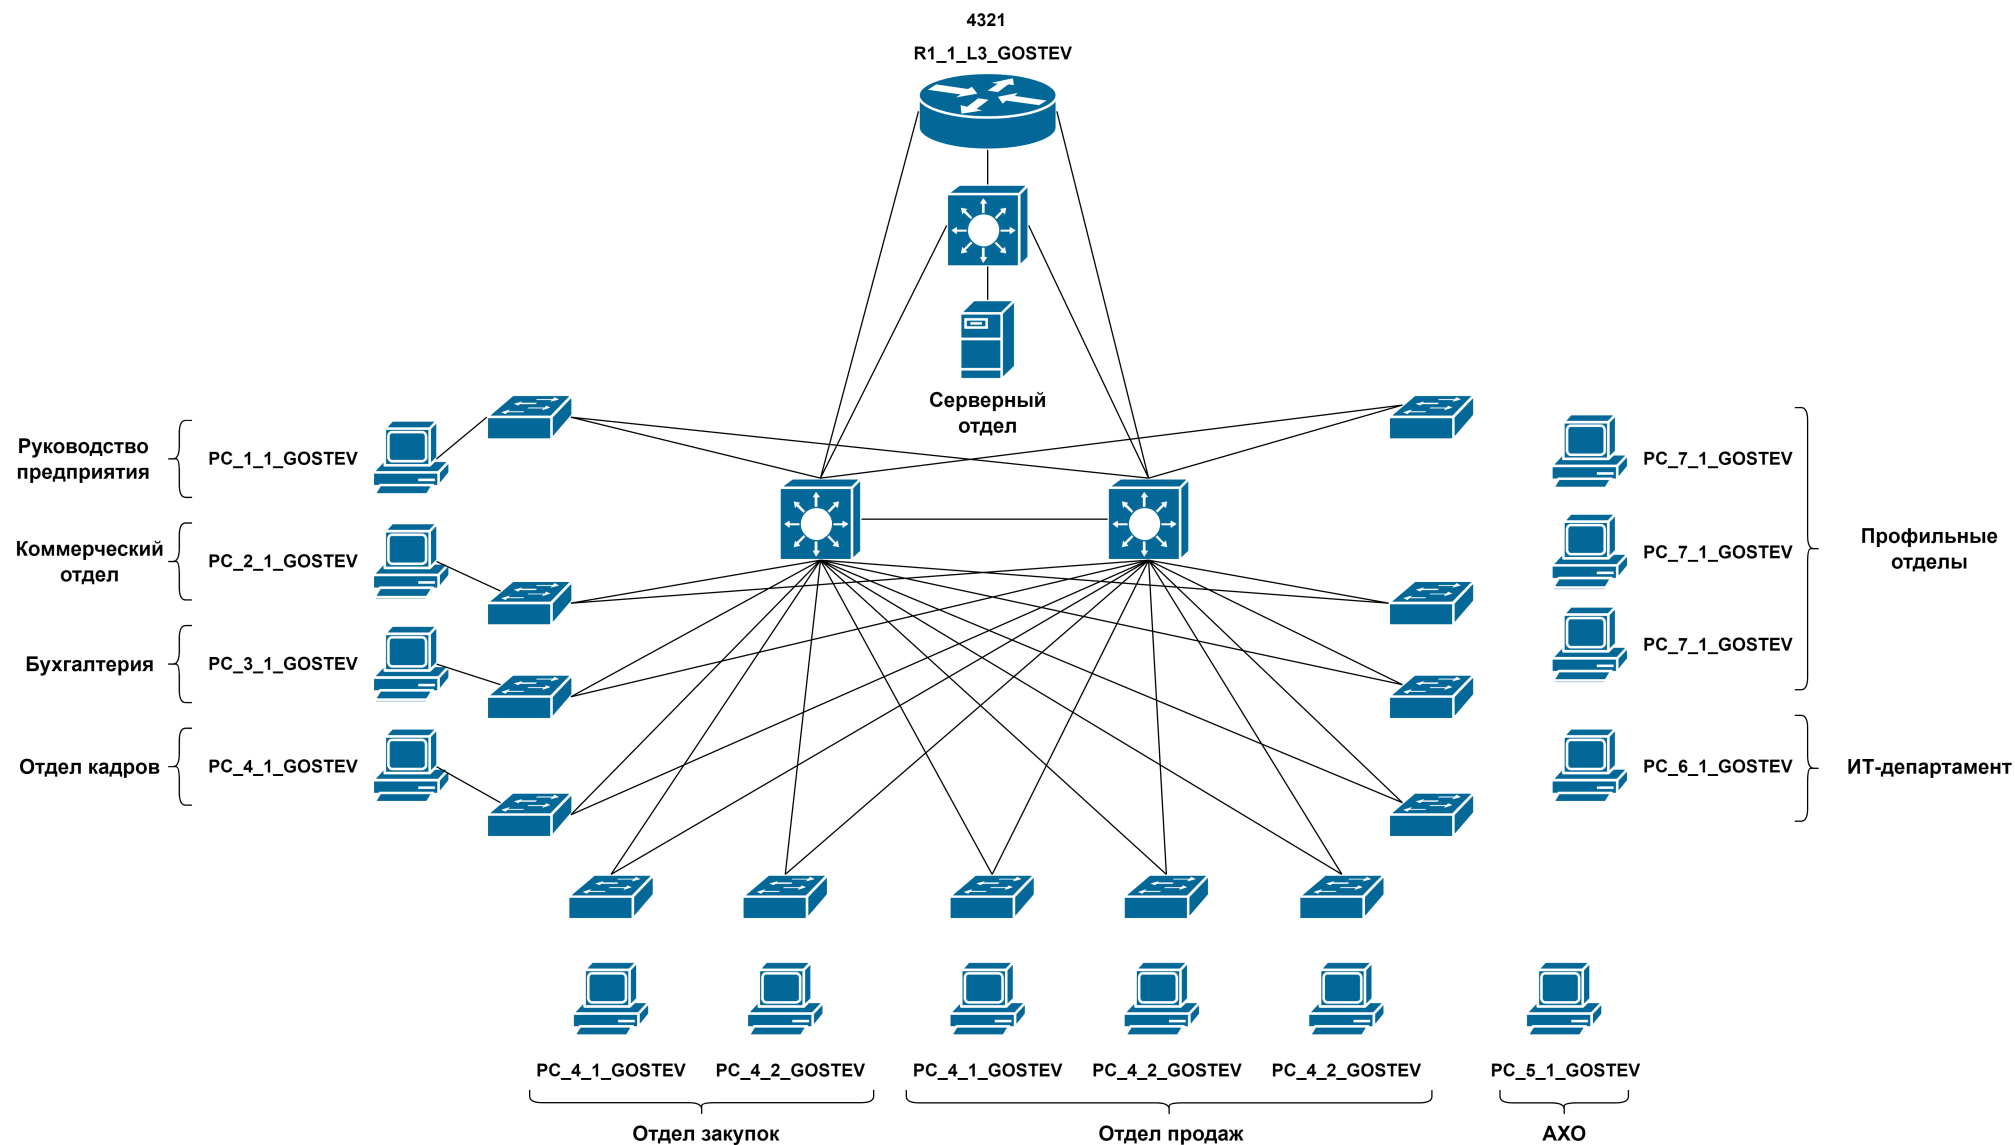 4321
R1_1_L3_GOSTEV
Серверный
отдел
Руководство
предприятия
PC_1_1_GOSTEV
Коммерческий
отдел
PC_2_1_GOSTEV
Бухгалтерия
PC_3_1_GOSTEV
Отдел кадров
PC_4_1_GOSTEV
PC_7_1_GOSTEV
PC_7_1_GOSTEV
PC_7_1_GOSTEV
Профильные
отделы
PC_6_1_GOSTEV
ИТ-департамент
PC_4_1_GOSTEV
PC_4_2_GOSTEV
PC_4_1_GOSTEV
PC_4_2_GOSTEV
PC_4_2_GOSTEV
PC_5_1_GOSTEV
Отдел закупок
Отдел продаж
АХО